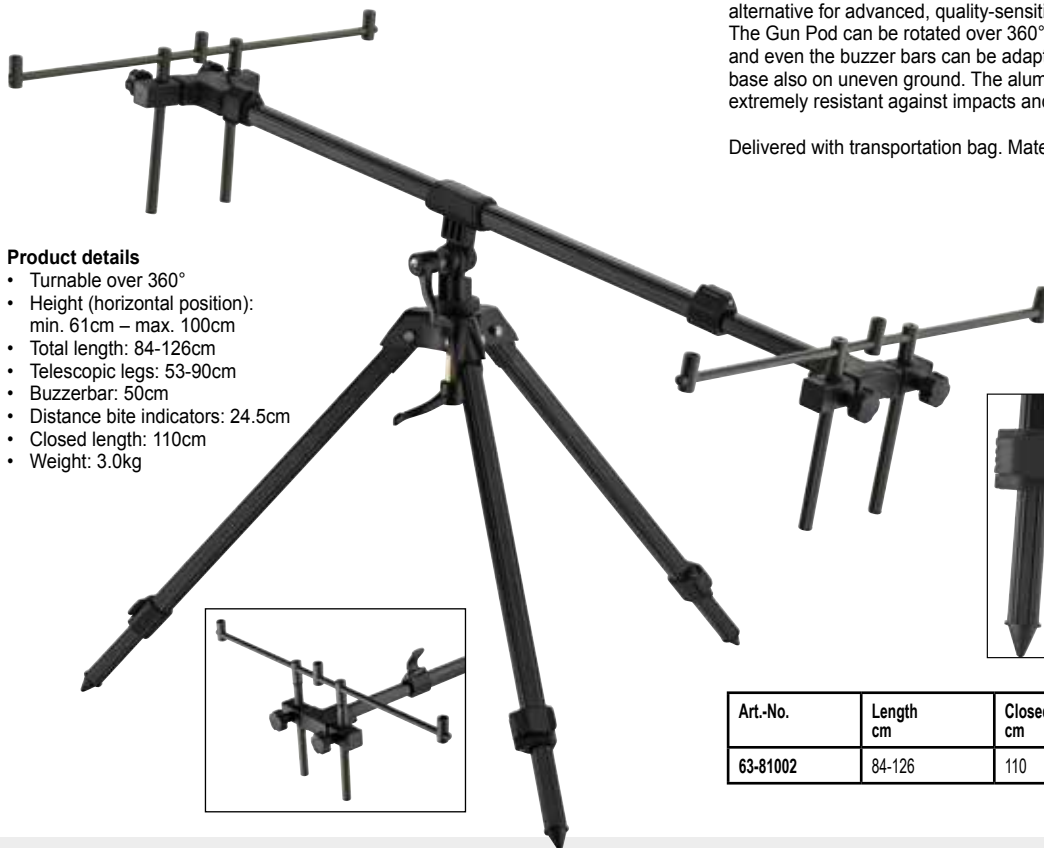 alternative for advanced, quality-sensiti
The Gun Pod can be rotated over 360°
and even the buzzer bars can be adap
base also on uneven ground. The alum
extremely resistant against impacts and
Delivered with transportation bag. Mate
Product details
• Turnable over 360°
• Height (horizontal position):
min. 61cm – max. 100cm
• Total length: 84-126cm
• Telescopic legs: 53-90cm
• Buzzerbar: 50cm
• Distance bite indicators: 24.5cm
• Closed length: 110cm
• Weight: 3.0kg
Art.-No. Length Closed
cm cm
63-81002 84-126 110